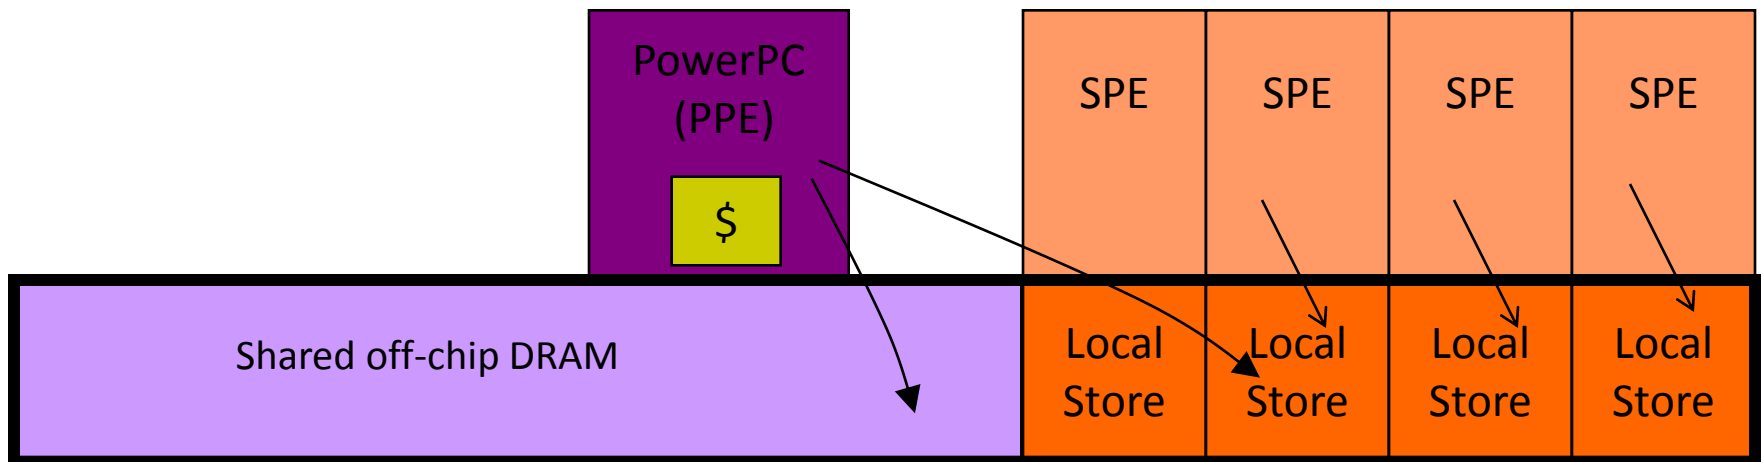 PowerPC
(PPE)
$
SPE
SPE
SPE
SPE
Shared off-chip DRAM
Local
Store
Local
Store
Local
Store
Local
Store